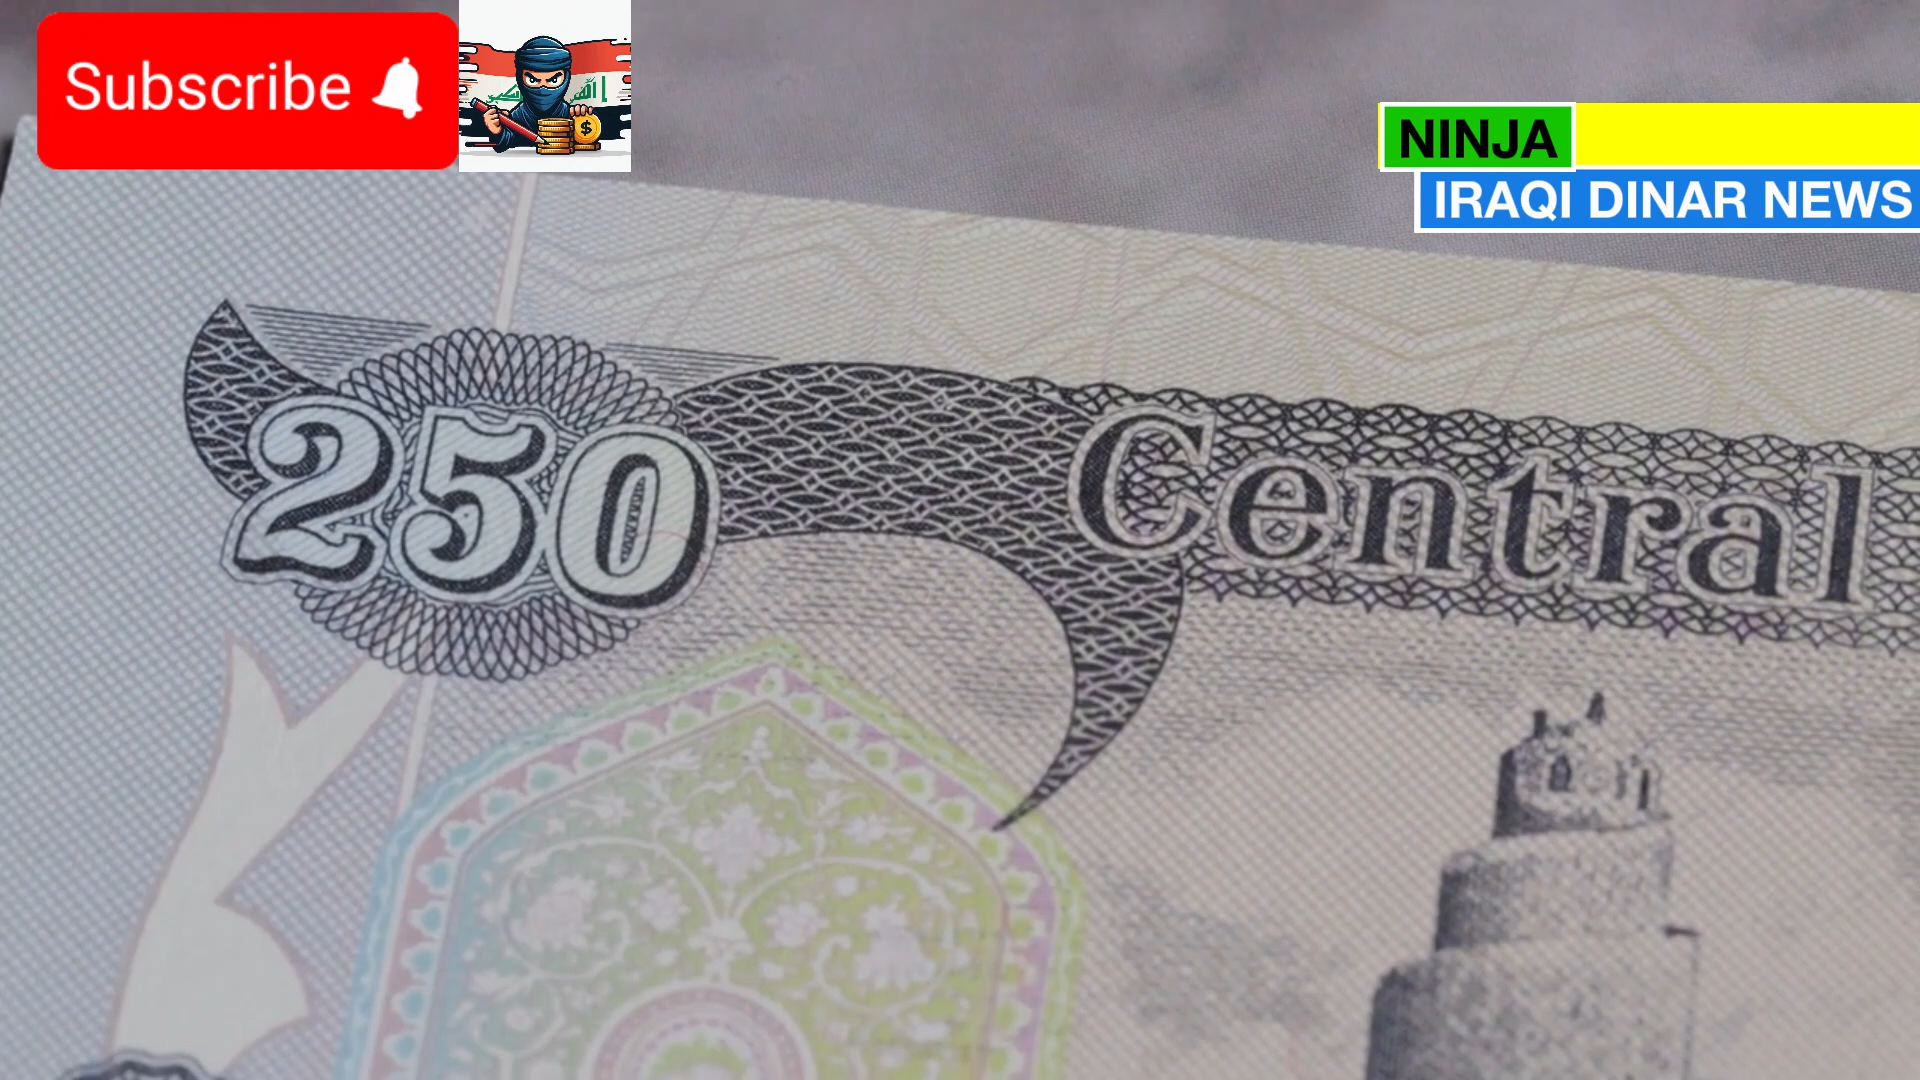 Subscribe
$
NINJA
IRAQI DINAR NEWS
250
Central